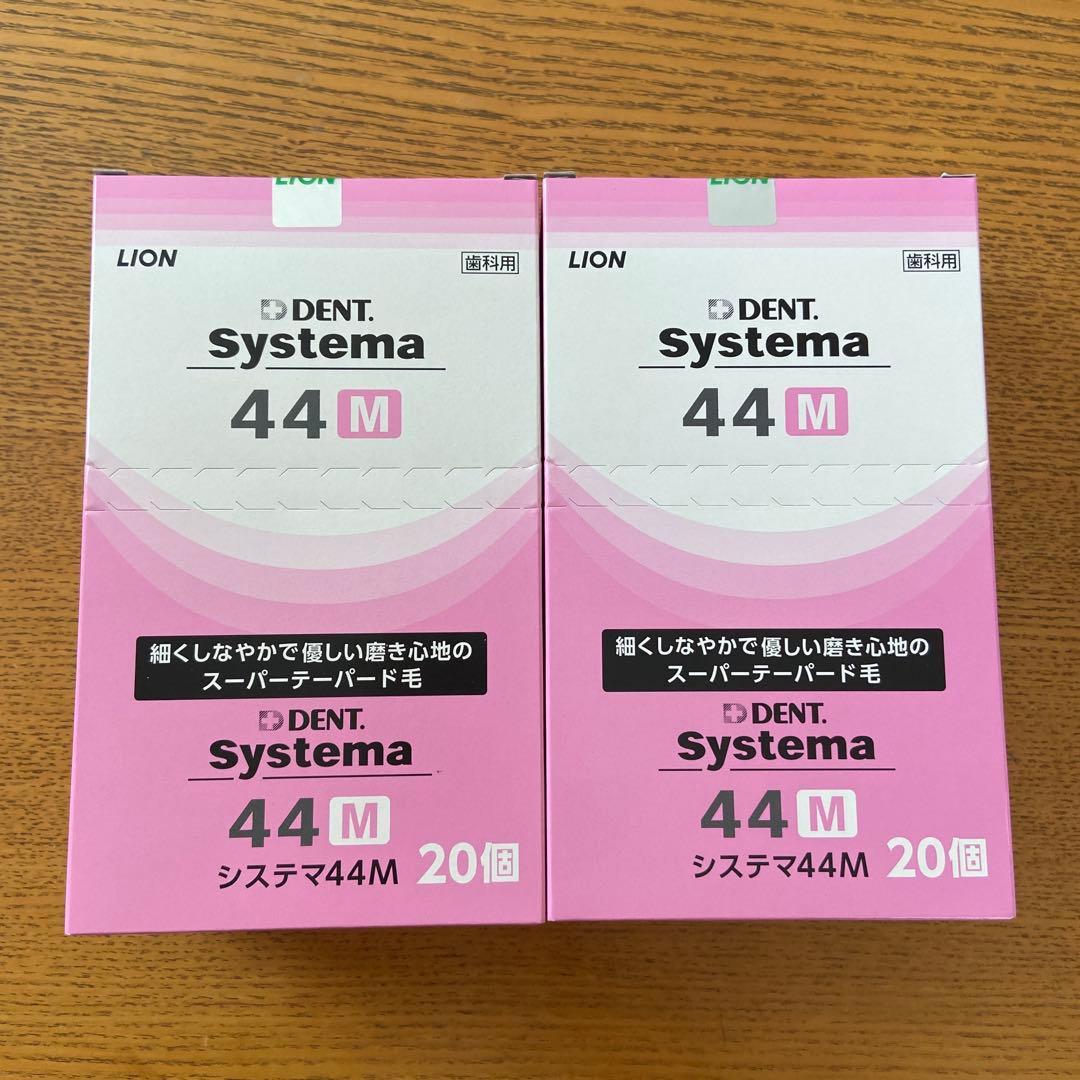 LION
LION
歯科用
DENT.
Systema
44 M
細くしなやかで優しい磨き心地の
スーパーテーパード毛
DENT.
Systema
44 M
システマ44M 20個
LION
LION
歯科用
DENT.
Systema
44 M
細くしなやかで優しい磨き心地の
スーパーテーパード毛
DENT.
Systema
44 M
システマ44M 20個